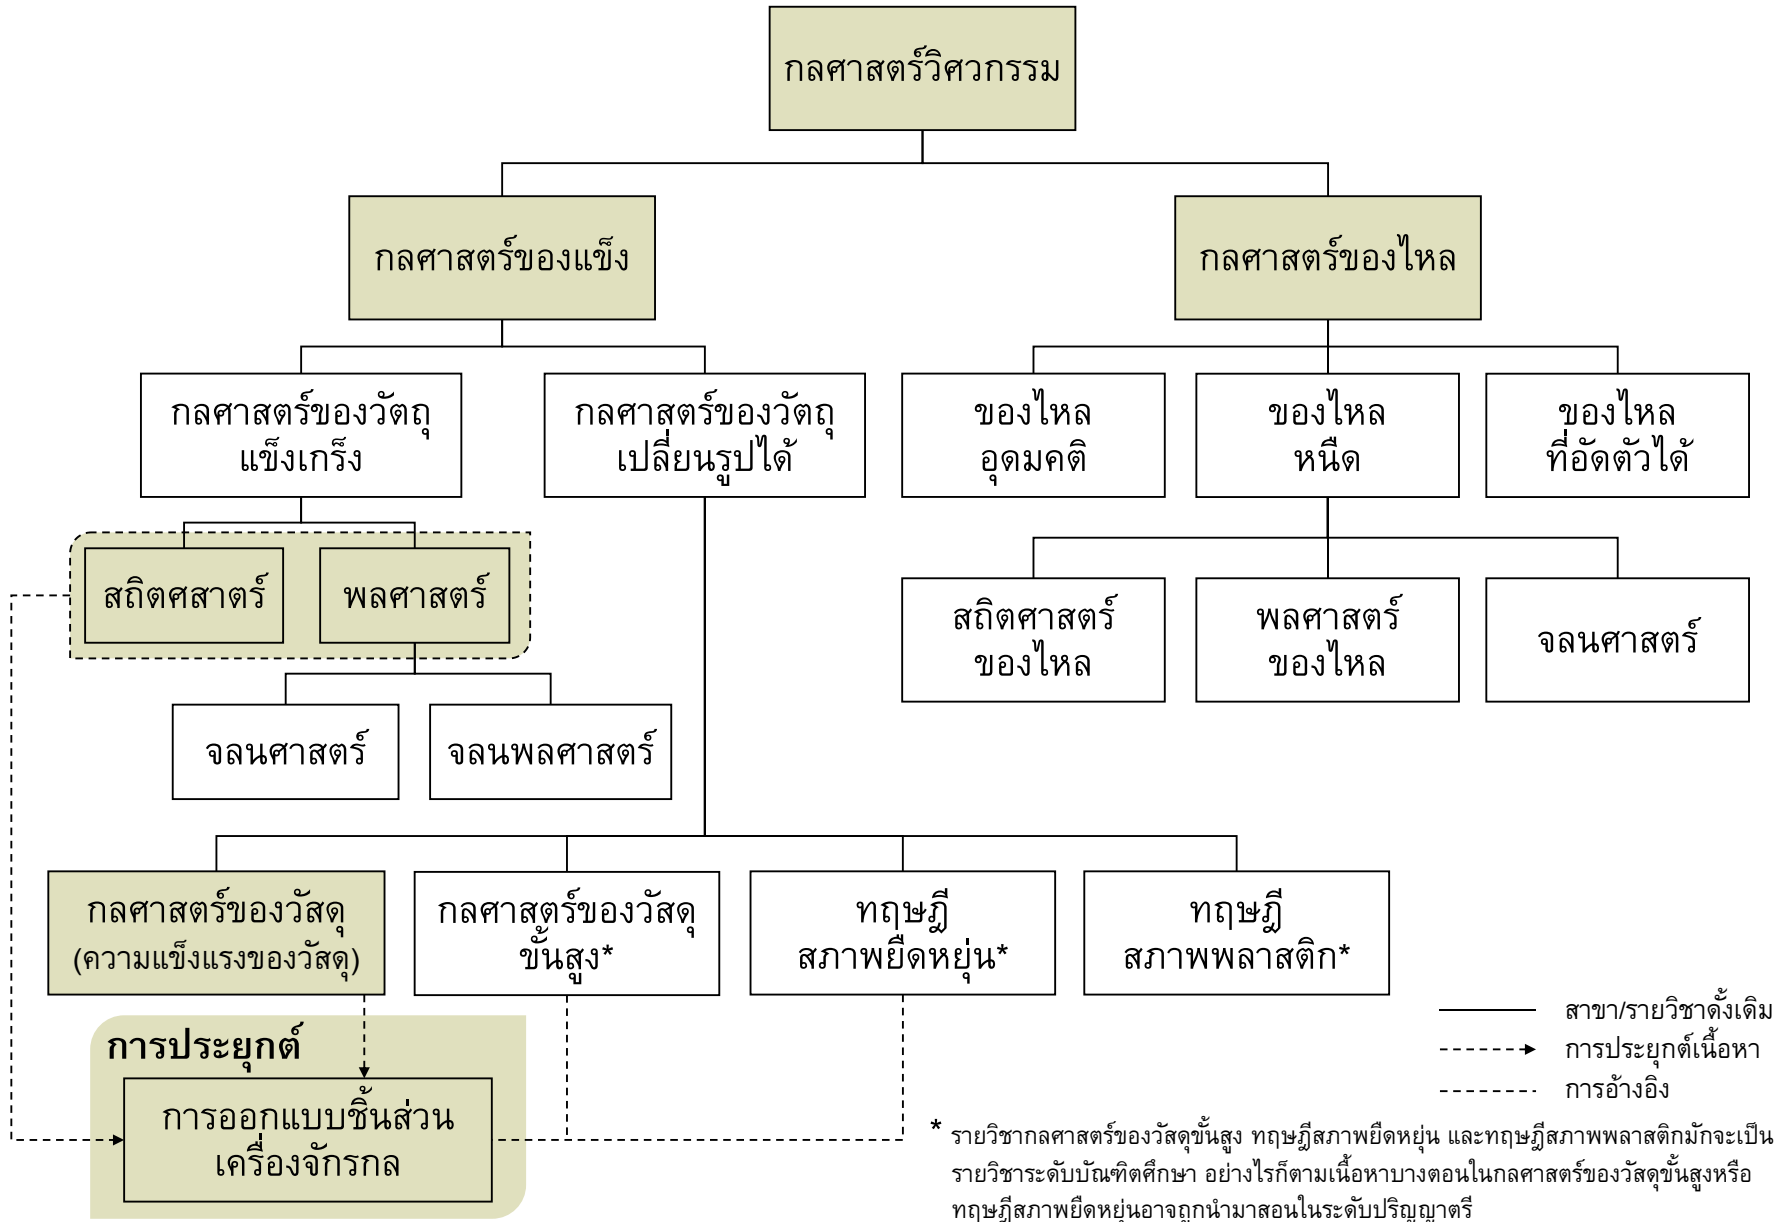 กลศาสตร์วิศวกรรม
กลศาสตร์ของแข็ง
กลศาสตร์ของไหล
กลศาสตร์ของวัตถุ
แข็งเกร็ง
กลศาสตร์ของวัตถุ
เปลี่ยนรูปได้
ของไหล
อุดมคติ
ของไหล
หนืด
ของไหล
ที่อัดตัวได้
สถิตศสาตร์
พลศาสตร์
สถิตศาสตร์
ของไหล
พลศาสตร์
ของไหล
จลนศาสตร์
จลนศาสตร์
จลนพลศาสตร์
กลศาสตร์ของวัสดุ
(ความแข็งแรงของวัสดุ)
กลศาสตร์ของวัสดุ
ขั้นสูง*
ทฤษฎี
สภาพยืดหยุ่น*
ทฤษฎี
สภาพพลาสติก*
การประยุกต์
การออกแบบชิ้นส่วน
เครื่องจักรกล
สาขา/รายวิชาดั้งเดิม
การประยุกต์เนื้อหา
การอ้างอิง
* รายวิชากลศาสตร์ของวัสดุขั้นสูง ทฤษฎีสภาพยืดหยุ่น และทฤษฎีสภาพพลาสติกมักจะเป็น
รายวิชาระดับบัณฑิตศึกษา อย่างไรก็ตามเนื้อหาบางตอนในกลศาสตร์ของวัสดุขั้นสูงหรือ
ทฤษฎีสภาพยืดหยุ่นอาจถูกนำมาสอนในระดับปริญญาตรี